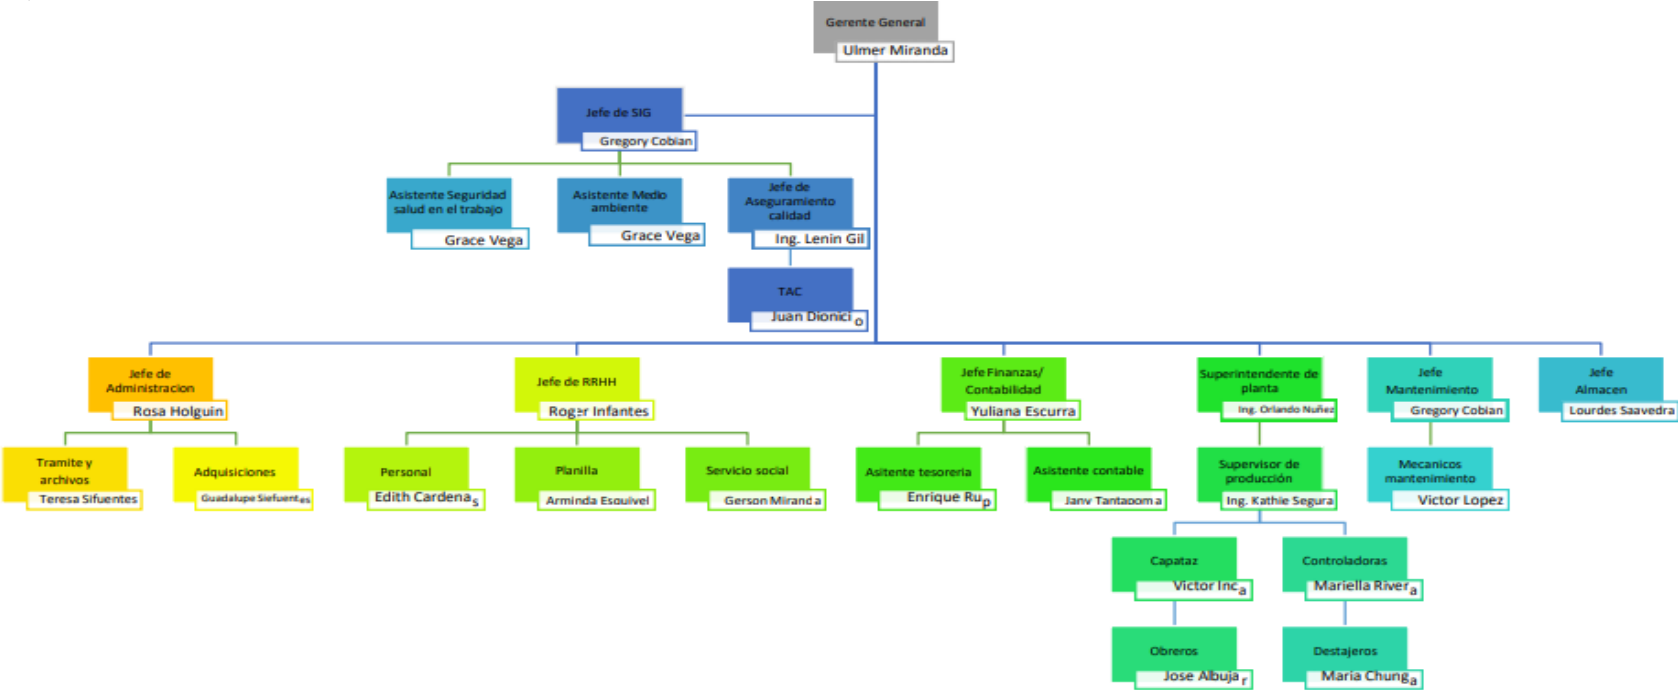 Gerente General
Ulmer Miranda
Jefe de SIG
Gregory Cobian
Asistente Seguridad
salud en el trabajo
Grace Vega
Asistente Medio
ambiente
Grace Vega
Jefe de
Aseguramiento
calidad
Ing. Lenin Gil
TAC
Juan Dionicio
Jefe de
Administracion
Rosa Holguin
Jefe de RRHH
Roger Infantes
Jefe Finanzas/
Contabilidad
Yuliana Escurra
Superintendente de
planta
Ing. Orlando Nuñez
Jefe
Mantenimiento
Gregory Cobian
Jefe
Almacen
Lourdes Saavedra
Tramite y
archivos
Teresa Sifuentes
Adquisiciones
Guadalupe Siefuentes
Personal
Edith Cardenas
Planilla
Arminda Esquivel
Servicio social
Gerson Miranda
Asitente tesoreria
Enrique Rup
Asistente contable
Jany Tantapoma
Supervisor de
producción
Ing. Kathie Segura
Mecanicos
mantenimiento
Victor Lopez
Capataz
Victor Inca
Controladoras
Mariella Rivera
Obreros
Jose Albujar
Destajeros
Maria Chunga